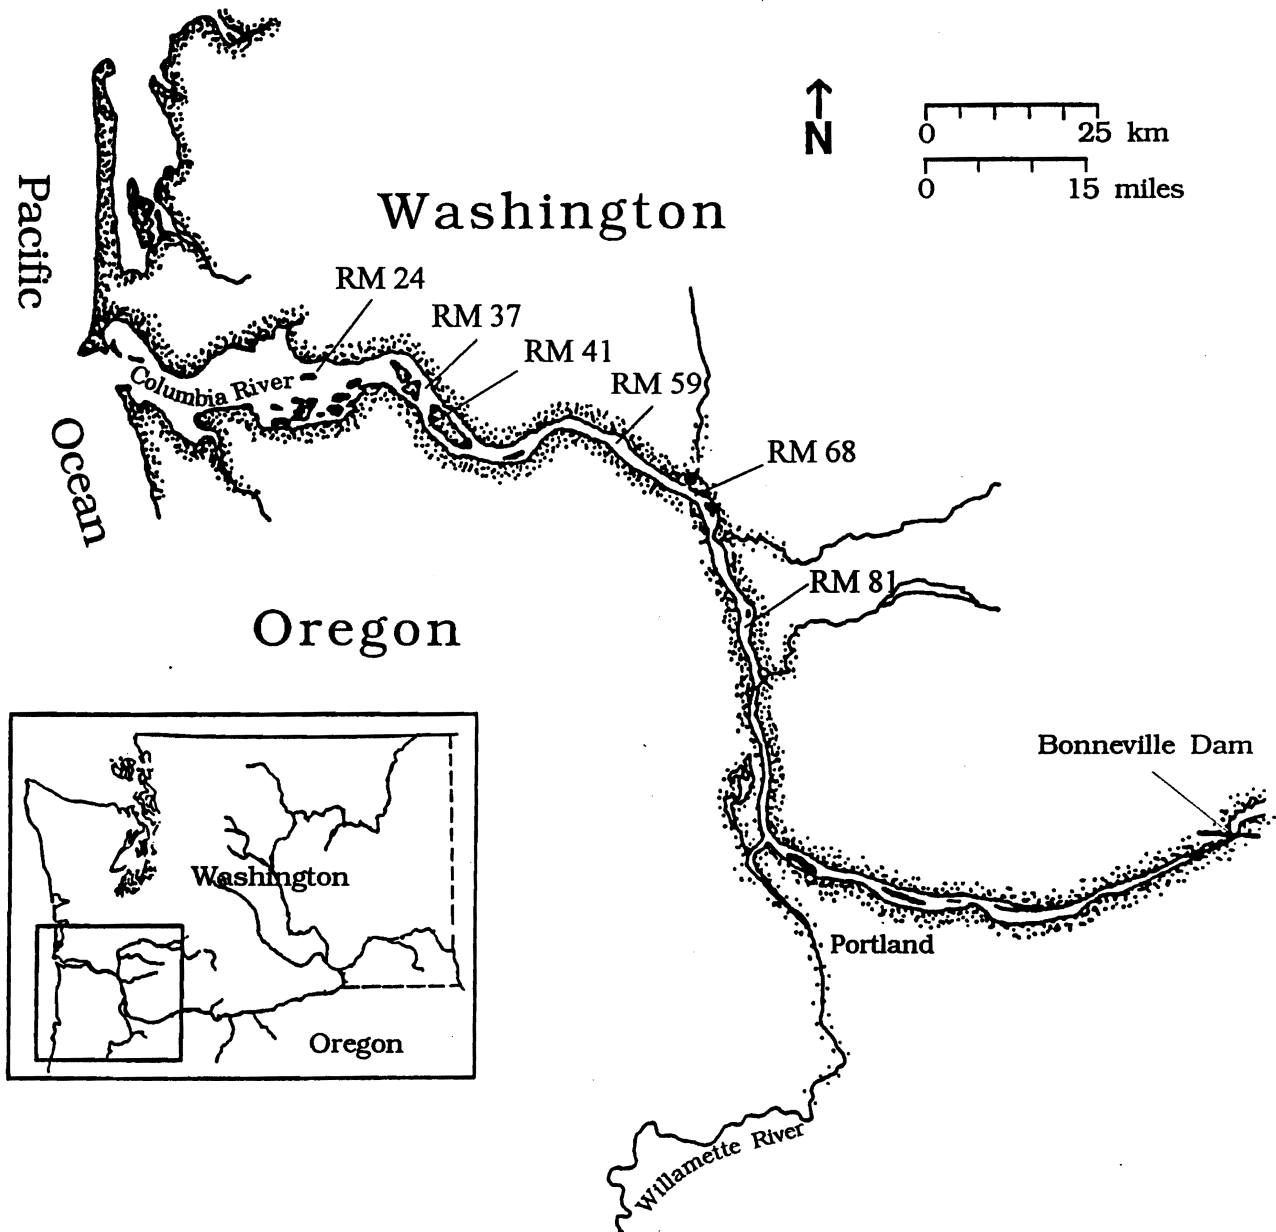 N
0 25 km
0 15 miles
Pacific
Washington
RM 24
RM 37
RM 41
Columbia River
RM 59
Ocean
RM 68
RM 81
Oregon
Bonneville Dam
Washington
Portland
Oregon
Willamette River